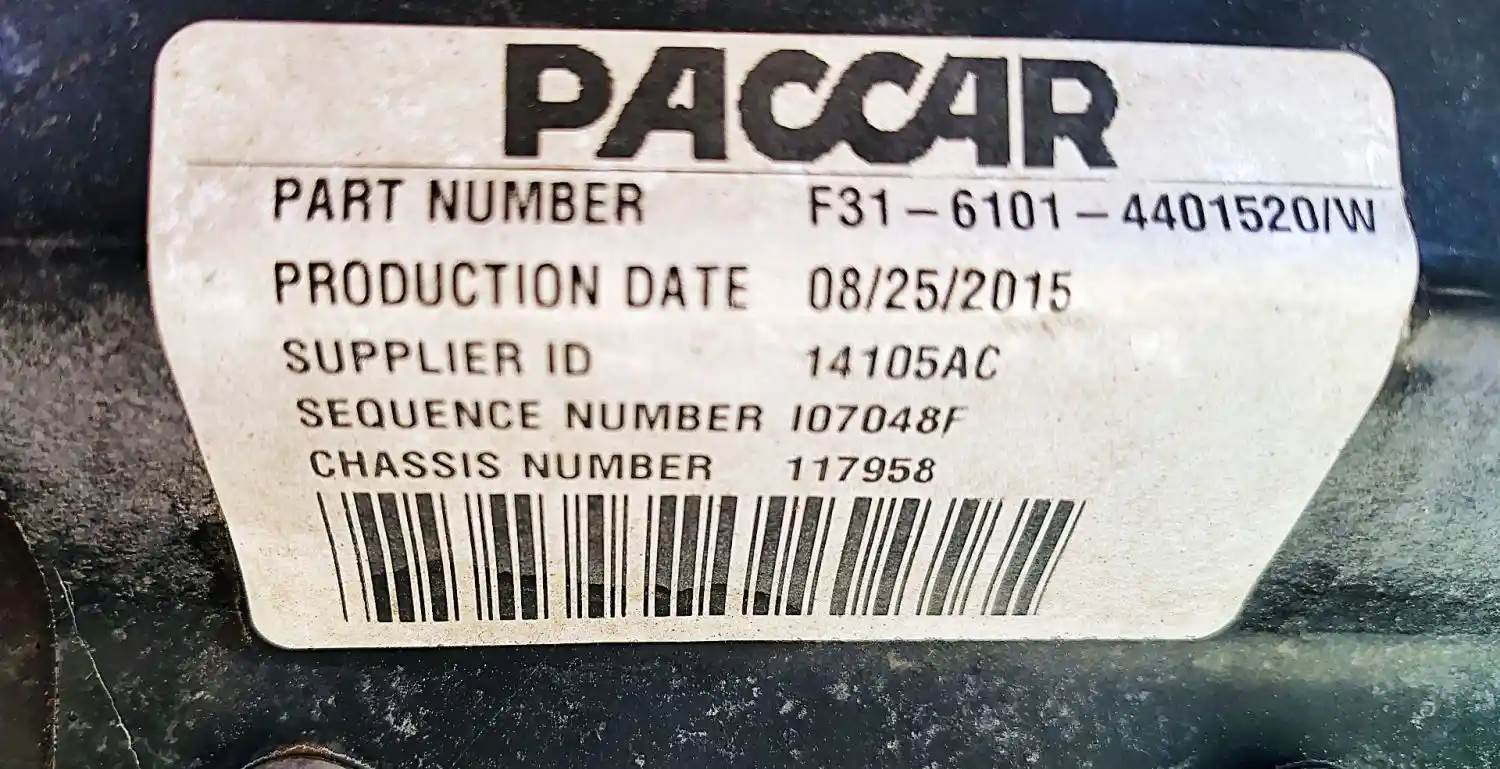 PACCAR
PART NUMBER F31-6101-4401520/W
PRODUCTION DATE 08/25/2015
SUPPLIER ID 14105AC
SEQUENCE NUMBER I07048F
CHASSIS NUMBER 117958